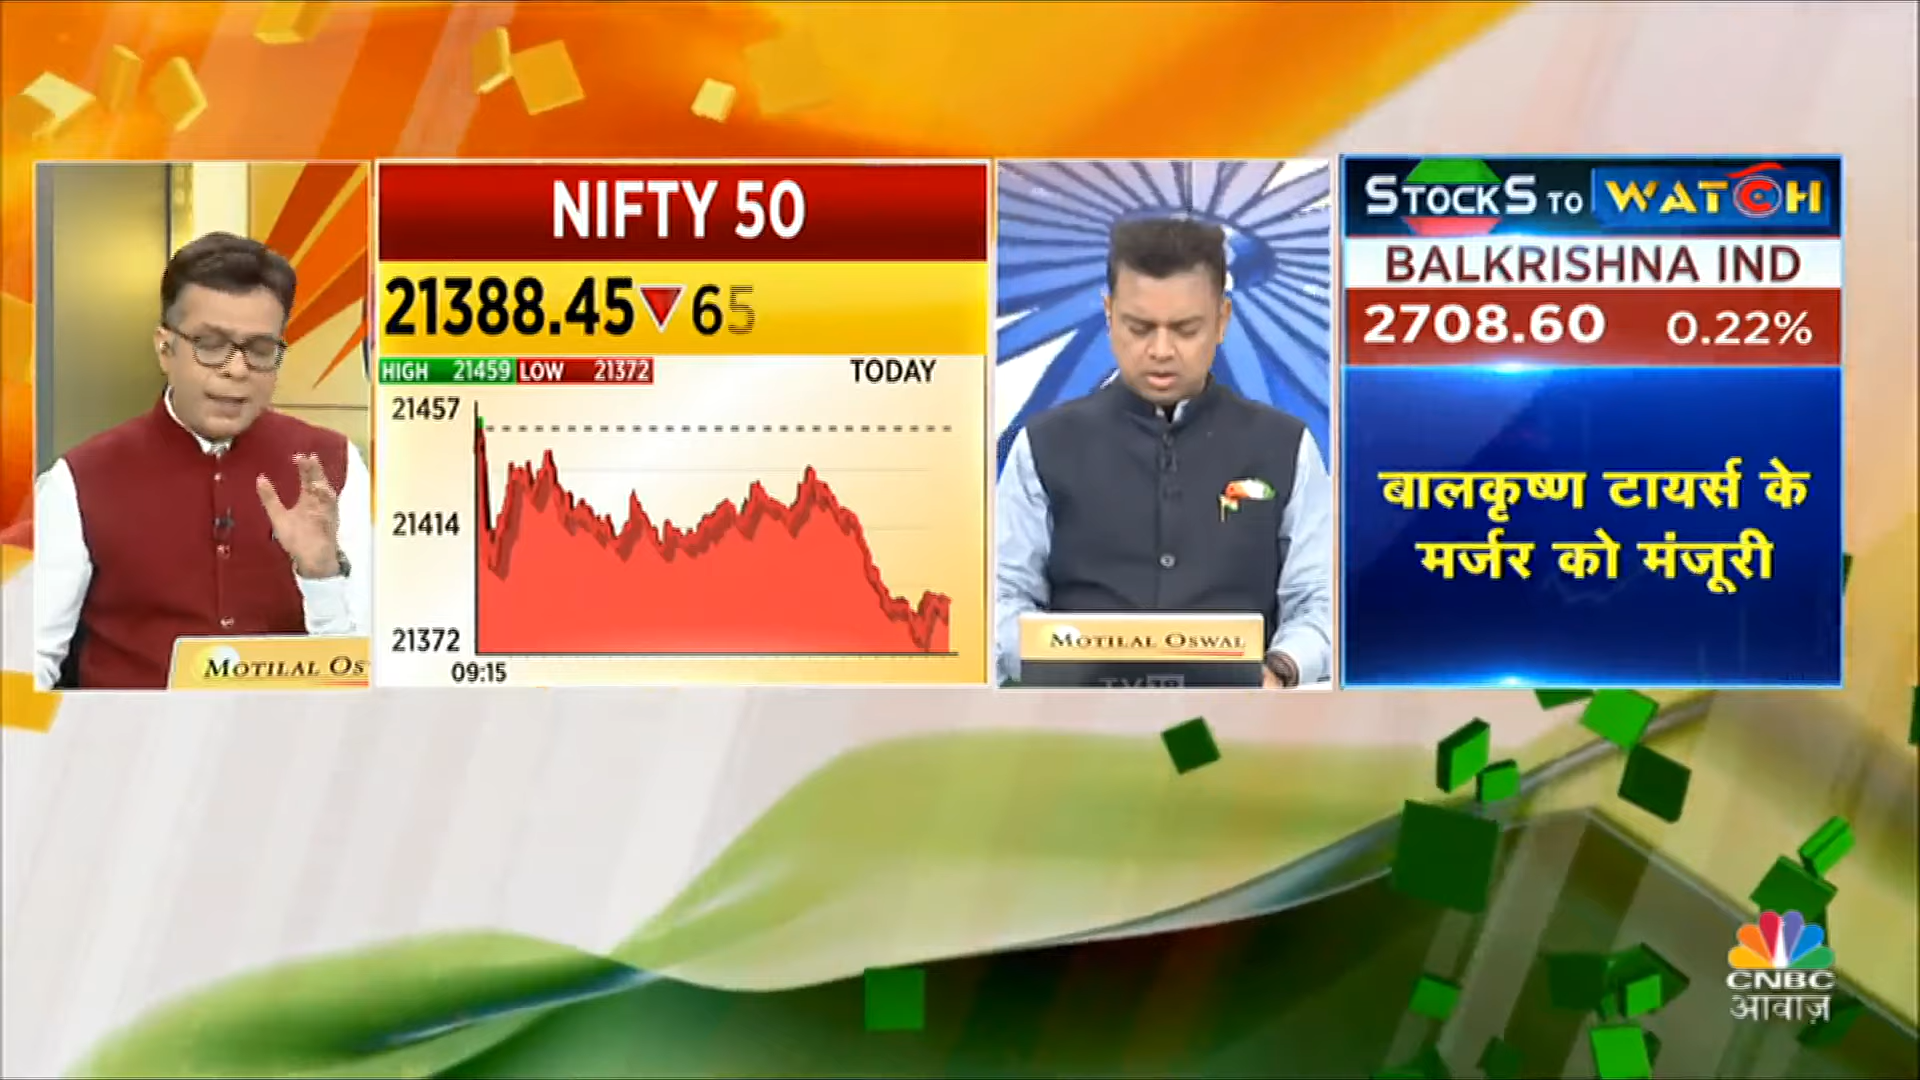 NIFTY 50
21388.45 ▼ 65
HIGH 21459 LOW 21372 TODAY
21457
21414
21372
09:15
MOTILAL OS
MOTILAL OSWAL
STOCKS TO WATCH
BALKRISHNA IND
2708.60 0.22%
बालकृष्ण टायर्स के
मर्जर को मंजूरी
CNBC
आवाज़